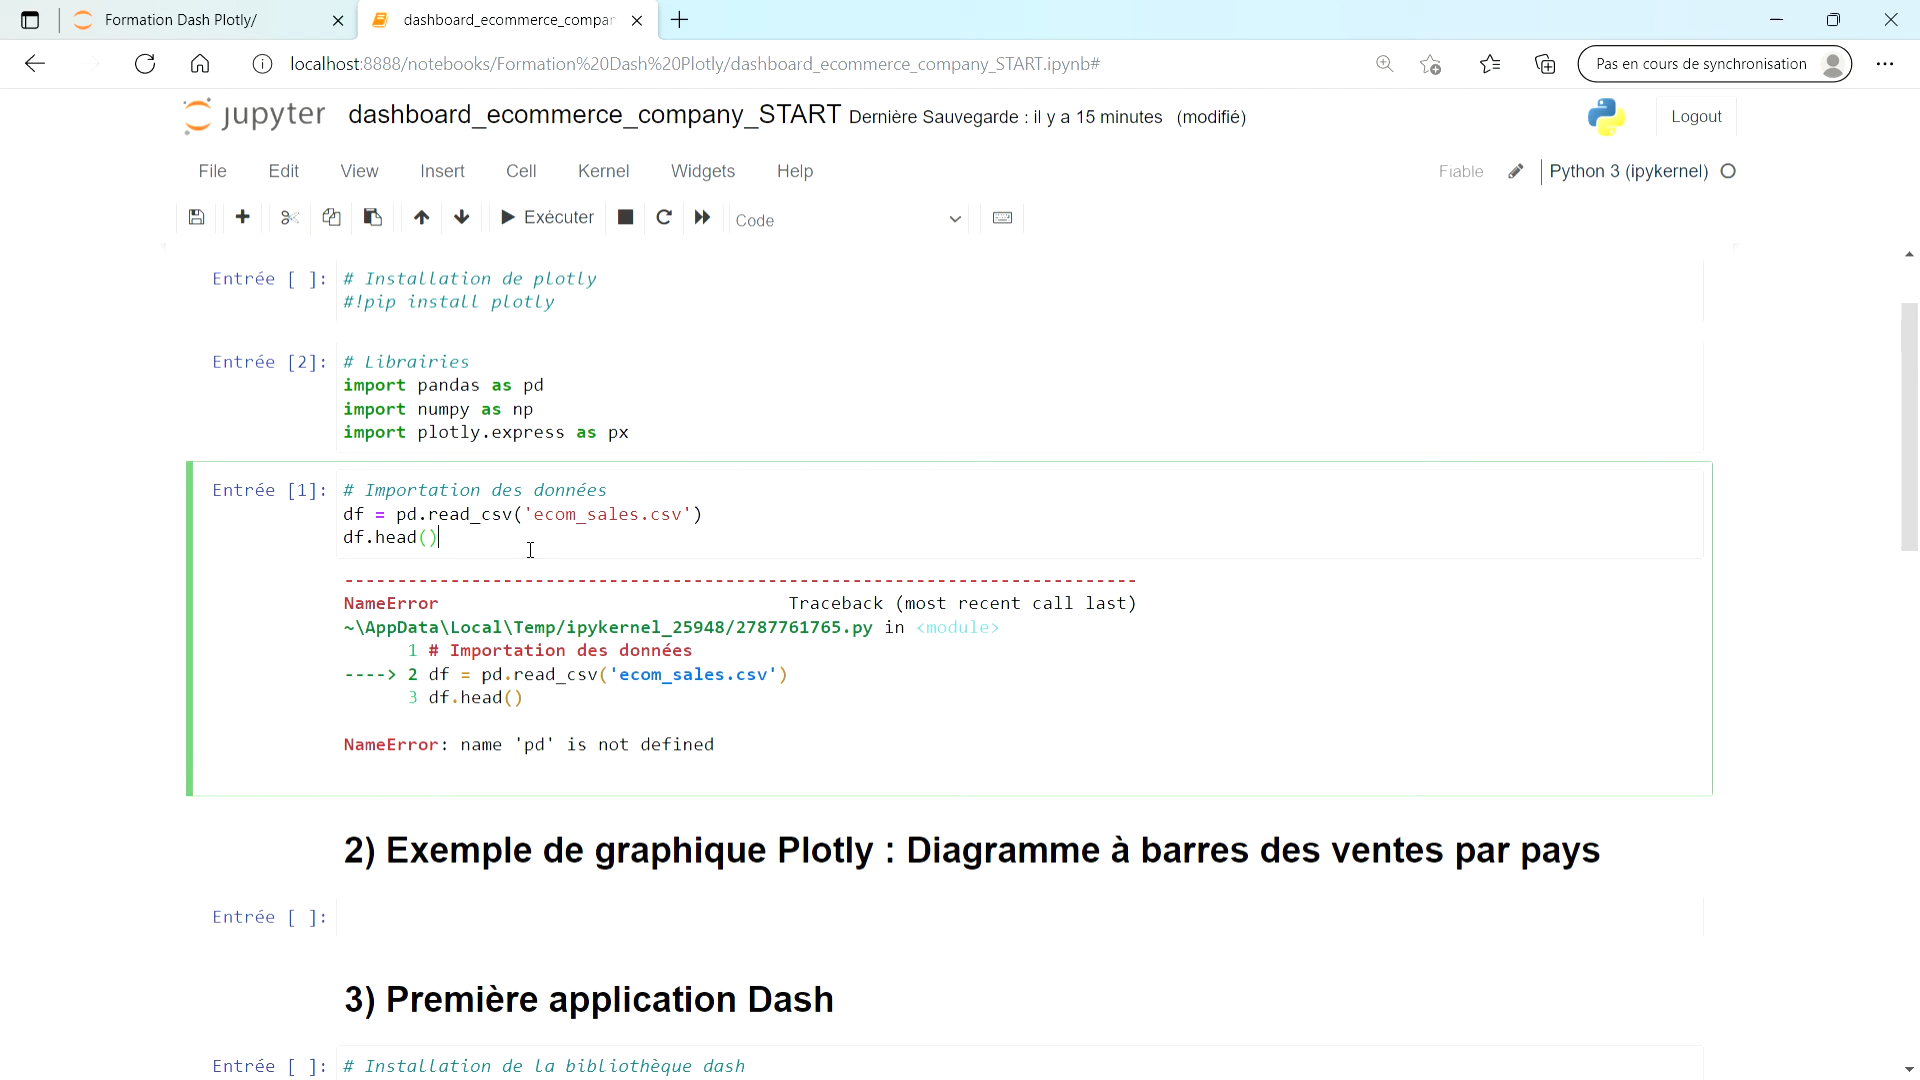 Formation Dash Plotly/
dashboard_ecommerce_compan
localhost:8888/notebooks/Formation%20Dash%20Plotly/dashboard_ecommerce_company_START.ipynb#
Pas en cours de synchronisation
jupyter dashboard_ecommerce_company_START Dernière Sauvegarde : il y a 15 minutes (modifié)
Logout
File Edit View Insert Cell Kernel Widgets Help
Fiable
Python 3 (ipykernel)
Exécuter
Code
Entrée [ ]: # Installation de plotly
#!pip install plotly
Entrée [2]: # Librairies
import pandas as pd
import numpy as np
import plotly.express as px
Entrée [1]: # Importation des données
df = pd.read_csv('ecom_sales.csv')
df.head()
---------------------------------------------------------------------------
NameError Traceback (most recent call last)
~\AppData\Local\Temp/ipykernel_25948/2787761765.py in <module>
1 # Importation des données
----> 2 df = pd.read_csv('ecom_sales.csv')
3 df.head()
NameError: name 'pd' is not defined
2) Exemple de graphique Plotly : Diagramme à barres des ventes par pays
Entrée [ ]:
3) Première application Dash
Entrée [ ]: # Installation de la bibliothèque dash